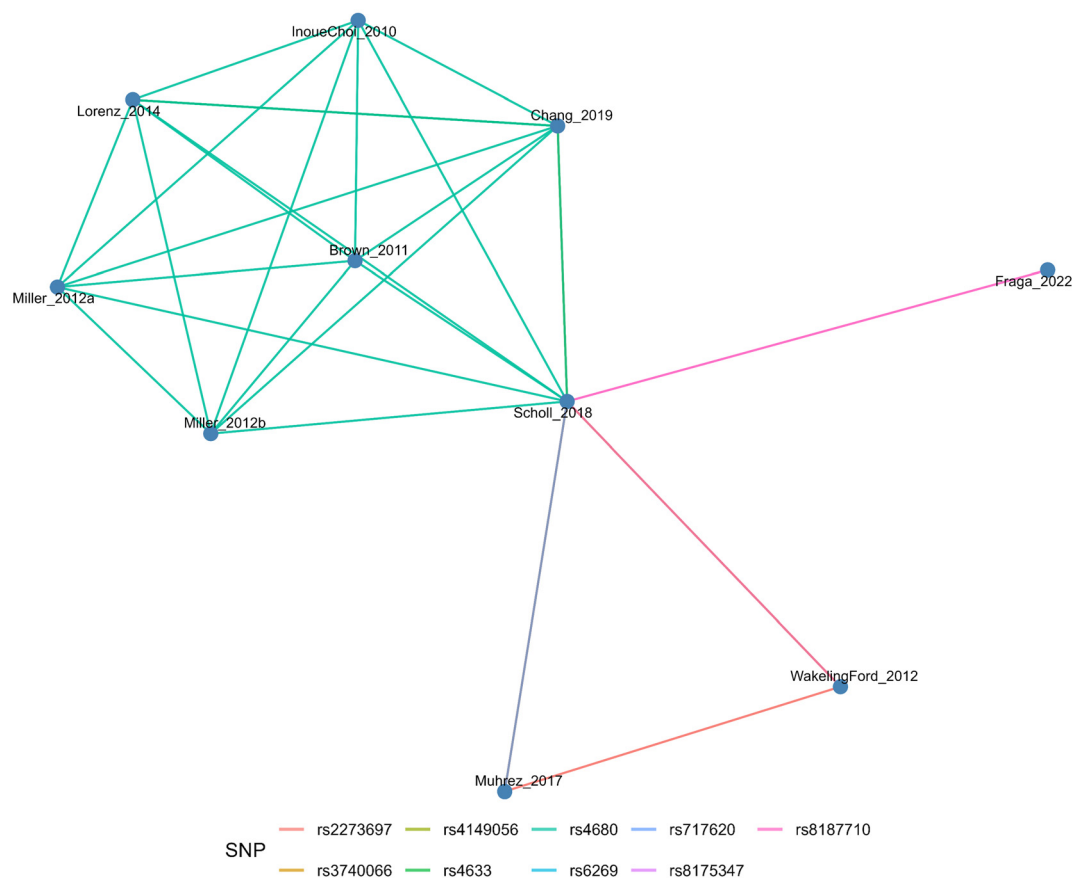 InoueChoi_2010
Lorenz_2014
Chang_2019
Brown_2011
Miller_2012a
Fraga_2022
Scholl_2018
Miller_2012b
WakelingFord_2012
Muhrez_2017
SNP
rs2273697 rs4149056 rs4680 rs717620 rs8187710
rs3740066 rs4633 rs6269 rs8175347